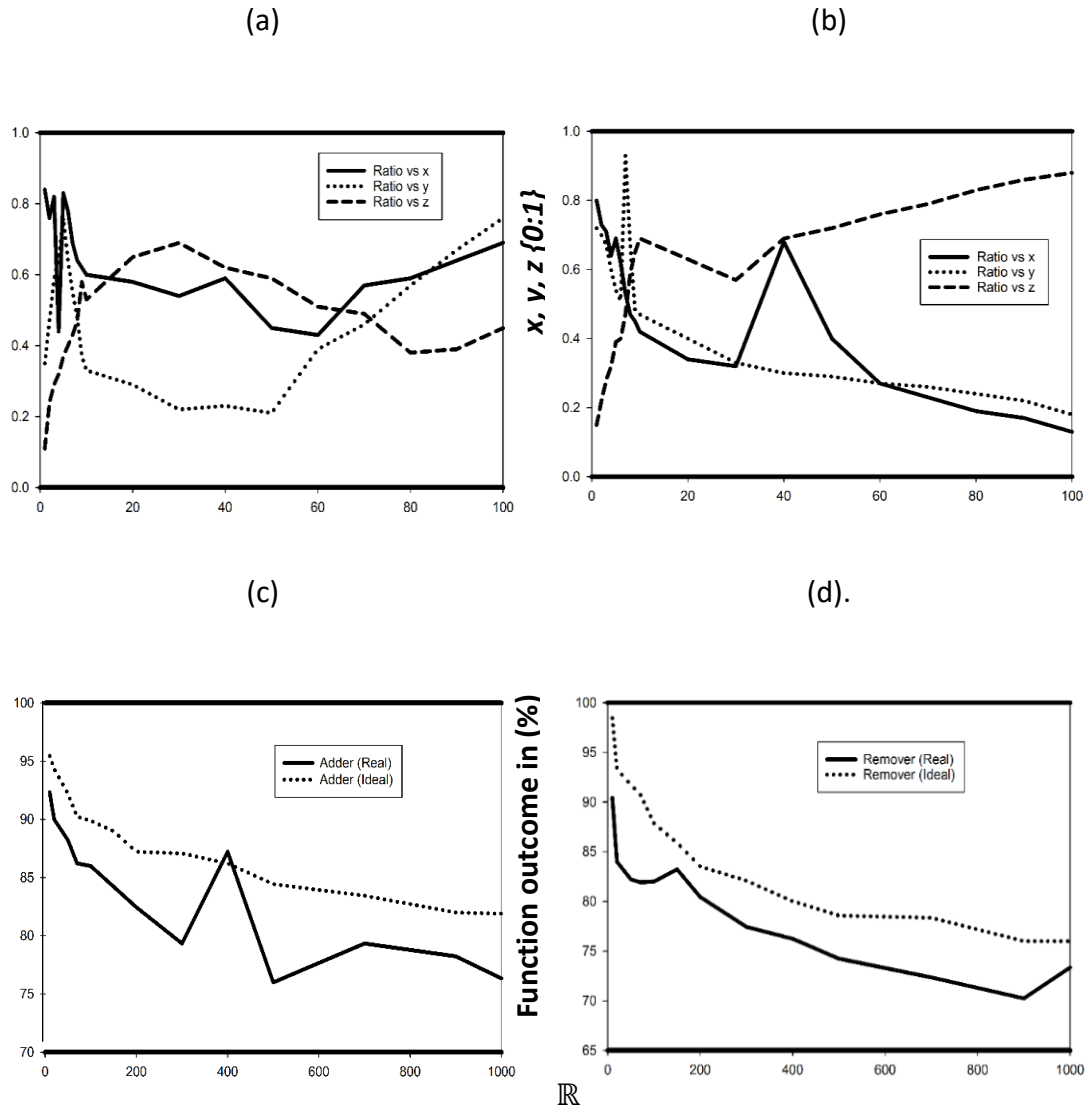 (a)
1.0
0.8
0.6
0.4
0.2
0.0
Ratio vs x
Ratio vs y
Ratio vs z
0 20 40 60 80 100
(b)
x, y, z {0:1}
1.0
0.8
0.6
0.4
0.2
0.0
Ratio vs x
Ratio vs y
Ratio vs z
0 20 40 60 80 100
(c)
100
95
90
85
80
75
70
Adder (Real)
Adder (Ideal)
0 200 400 600 800 1000
(d).
Function outcome in (%)
100
95
90
85
80
75
70
65
Remover (Real)
Remover (Ideal)
0 200 400 600 800 1000
ℝ